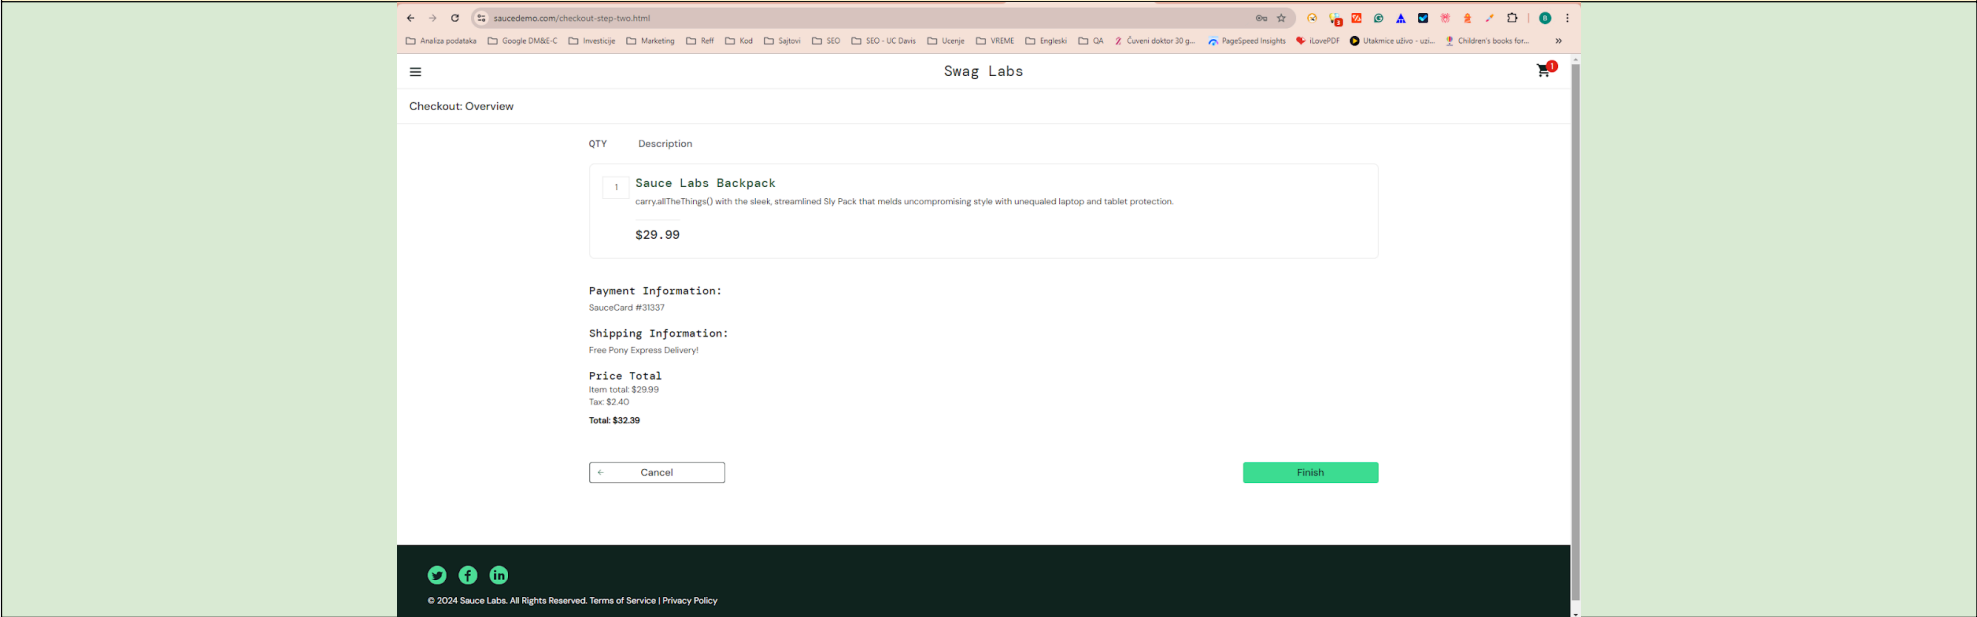 saucedemo.com/checkout-step-two.html
3
B
Analiza podataka Google DM&E-C Investicije Marketing Reff Kod Sajtovi SEO SEO - UC Davis Ucenje VREME Engleski QA Čuveni doktor 30 g... PageSpeed Insights iLovePDF Utakmice uživo - uzi... Children's books for... »
Swag Labs
1
Checkout: Overview
QTY Description
1
Sauce Labs Backpack
carry.allTheThings() with the sleek, streamlined Sly Pack that melds uncompromising style with unequaled laptop and tablet protection.
$29.99
Payment Information:
SauceCard #31337
Shipping Information:
Free Pony Express Delivery!
Price Total
Item total: $29.99
Tax: $2.40
Total: $32.39
Cancel
Finish
© 2024 Sauce Labs. All Rights Reserved. Terms of Service | Privacy Policy